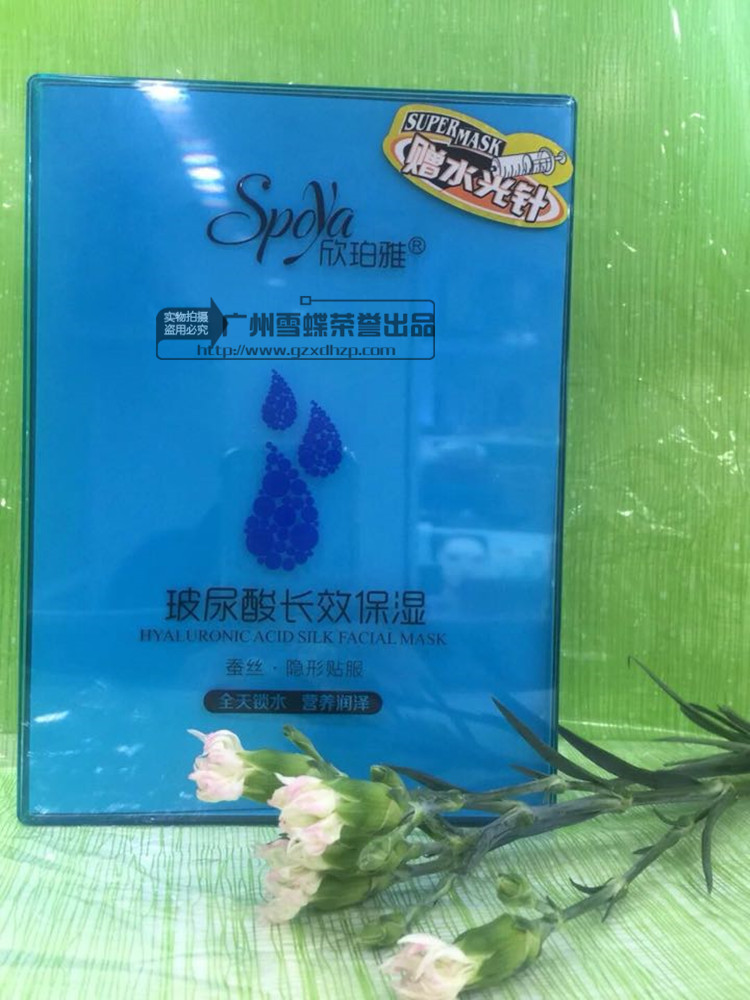 SUPER MASK
赠水光针
Spoya
欣珀雅®
实物拍摄
盗用必究
广州雪蝶荣誉出品
http://www.gzxdhzp.com
玻尿酸长效保湿
HYALURONIC ACID SILK FACIAL MASK
蚕丝·隐形贴服
全天锁水 营养润泽